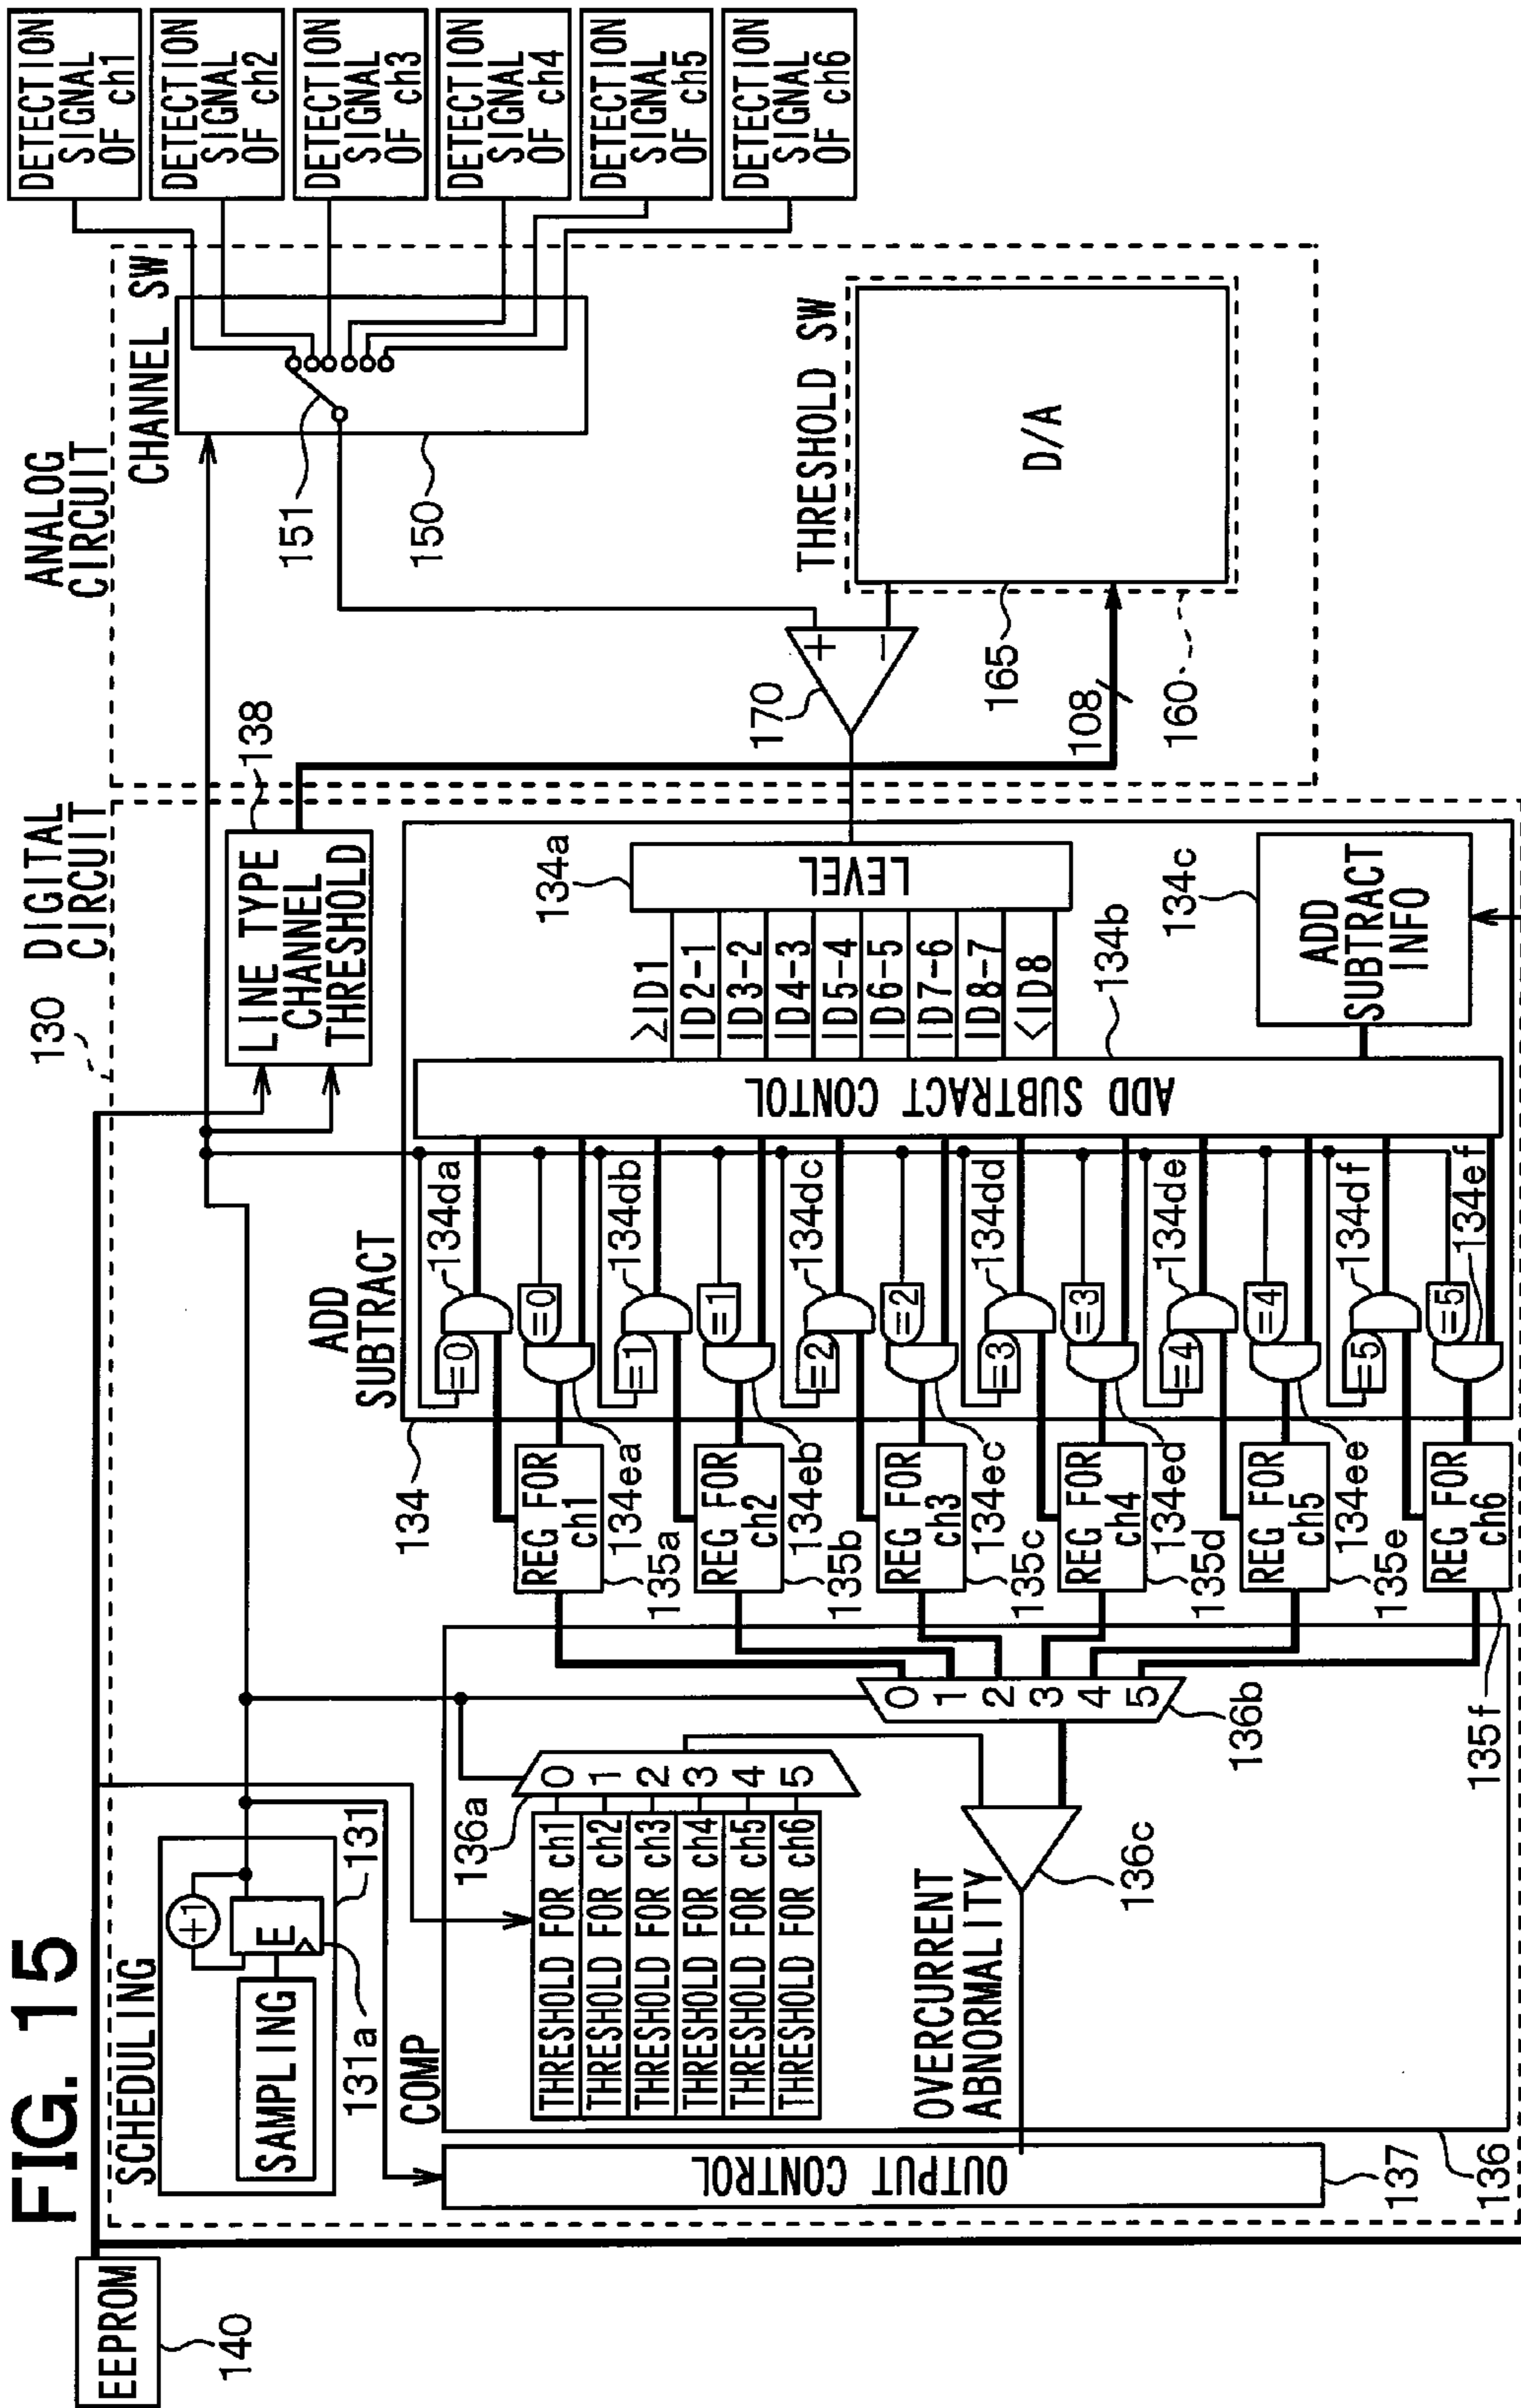 FIG. 15
EEPROM
140
SCHEDULING
SAMPLING
+1
E
131
131a
130
DIGITAL
CIRCUIT
ANALOG
CIRCUIT
LINE TYPE
CHANNEL
THRESHOLD
138
CHANNEL SW
151
150
DETECTION
SIGNAL
OF ch1
DETECTION
SIGNAL
OF ch2
DETECTION
SIGNAL
OF ch3
DETECTION
SIGNAL
OF ch4
DETECTION
SIGNAL
OF ch5
DETECTION
SIGNAL
OF ch6
THRESHOLD SW
D/A
165
160
108
170
+
−
COMP
THRESHOLD FOR ch1
THRESHOLD FOR ch2
THRESHOLD FOR ch3
THRESHOLD FOR ch4
THRESHOLD FOR ch5
THRESHOLD FOR ch6
136a
0
1
2
3
4
5
0
1
2
3
4
5
136b
136c
OVERCURRENT
ABNORMALITY
OUTPUT CONTROL
137
136
ADD
SUBTRACT
134
REG FOR
ch1
135a
REG FOR
ch2
135b
REG FOR
ch3
135c
REG FOR
ch4
135d
REG FOR
ch5
135e
REG FOR
ch6
135f
=0
134da
=0
134ea
=1
134db
=1
134eb
=2
134dc
=2
134ec
=3
134dd
=3
134ed
=4
134de
=4
134ee
=5
134df
=5
134ef
ADD SUBTRACT CONTOL
134b
≥ID1
ID2-1
ID3-2
ID4-3
ID5-4
ID6-5
ID7-6
ID8-7
<ID8
LEVEL
134a
ADD
SUBTRACT
INFO
134c